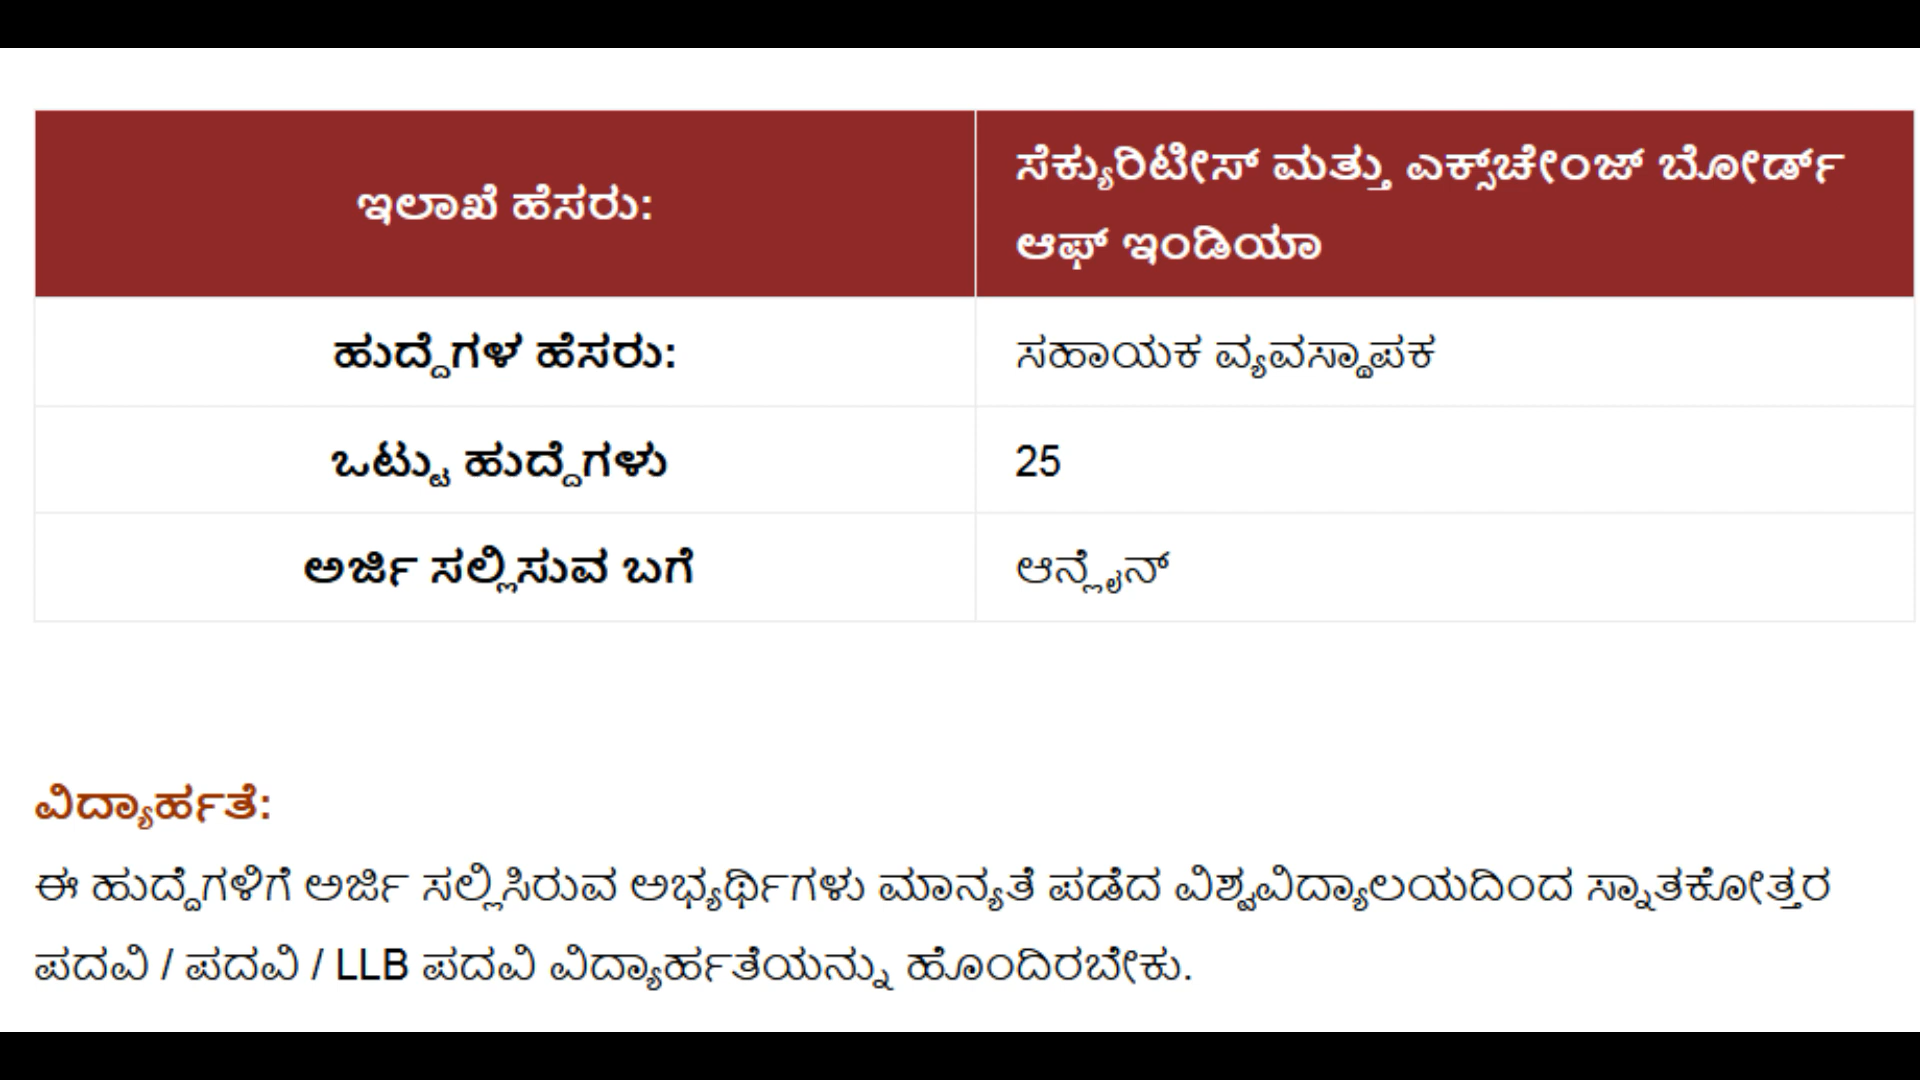 ಇಲಾಖೆ ಹೆಸರು:
ಸೆಕ್ಯುರಿಟೀಸ್ ಮತ್ತು ಎಕ್ಸ್‌ಚೇಂಜ್ ಬೋರ್ಡ್
ಆಫ್ ಇಂಡಿಯಾ
ಹುದ್ದೆಗಳ ಹೆಸರು:
ಸಹಾಯಕ ವ್ಯವಸ್ಥಾಪಕ
ಒಟ್ಟು ಹುದ್ದೆಗಳು
25
ಅರ್ಜಿ ಸಲ್ಲಿಸುವ ಬಗೆ
ಆನ್ಲೈನ್
ವಿದ್ಯಾರ್ಹತೆ:
ಈ ಹುದ್ದೆಗಳಿಗೆ ಅರ್ಜಿ ಸಲ್ಲಿಸಿರುವ ಅಭ್ಯರ್ಥಿಗಳು ಮಾನ್ಯತೆ ಪಡೆದ ವಿಶ್ವವಿದ್ಯಾಲಯದಿಂದ ಸ್ನಾತಕೋತ್ತರ
ಪದವಿ / ಪದವಿ / LLB ಪದವಿ ವಿದ್ಯಾರ್ಹತೆಯನ್ನು ಹೊಂದಿರಬೇಕು.